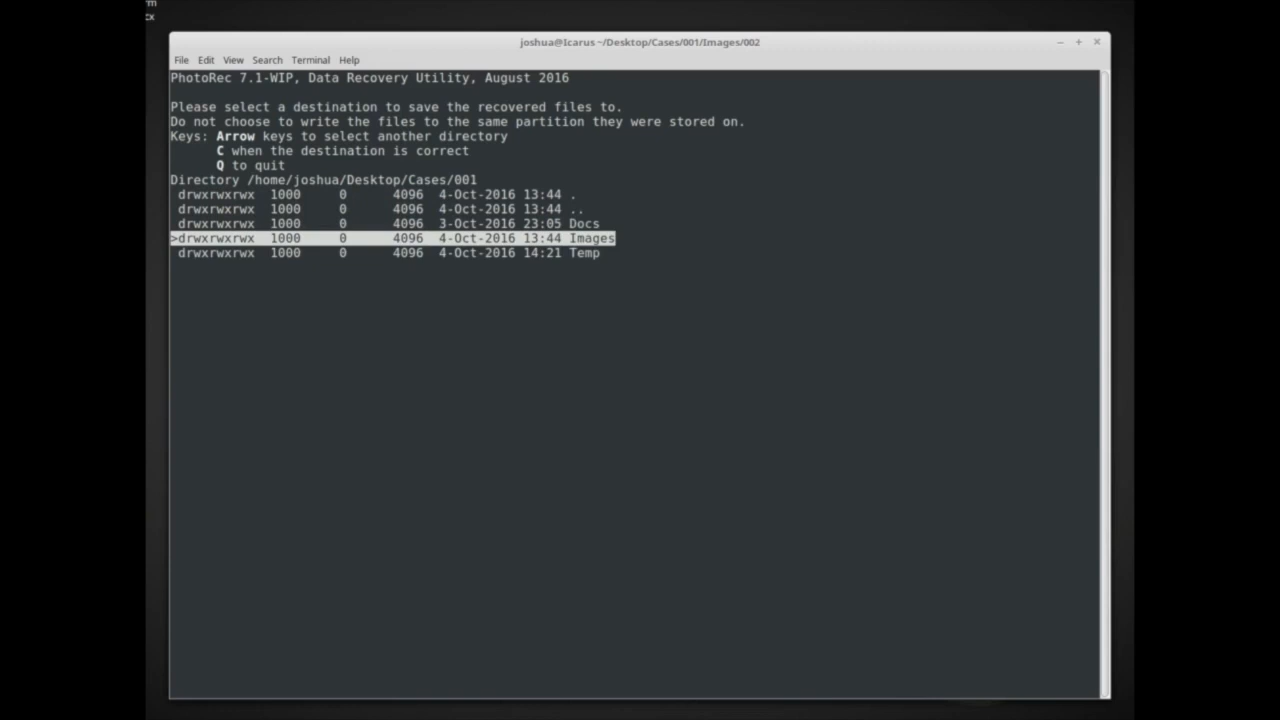 rm
cx
joshua@Icarus ~/Desktop/Cases/001/Images/002
File Edit View Search Terminal Help
PhotoRec 7.1-WIP, Data Recovery Utility, August 2016
Please select a destination to save the recovered files to.
Do not choose to write the files to the same partition they were stored on.
Keys: Arrow keys to select another directory
C when the destination is correct
Q to quit
Directory /home/joshua/Desktop/Cases/001
drwxrwxrwx 1000 0 4096 4-Oct-2016 13:44 .
drwxrwxrwx 1000 0 4096 4-Oct-2016 13:44 ..
drwxrwxrwx 1000 0 4096 3-Oct-2016 23:05 Docs
>drwxrwxrwx 1000 0 4096 4-Oct-2016 13:44 Images
drwxrwxrwx 1000 0 4096 4-Oct-2016 14:21 Temp